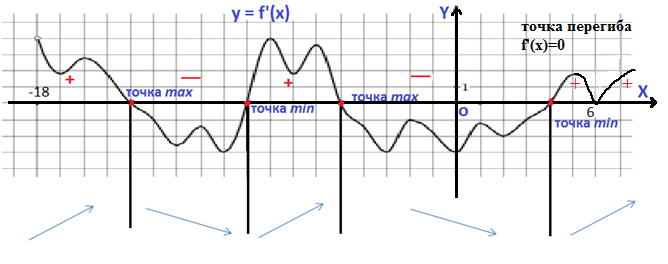 y = f'(x)
Y
точка перегиба
f'(x)=0
+
—
+
—
+
+
-18
точка max
точка min
точка max
1
X
O
6
точка min